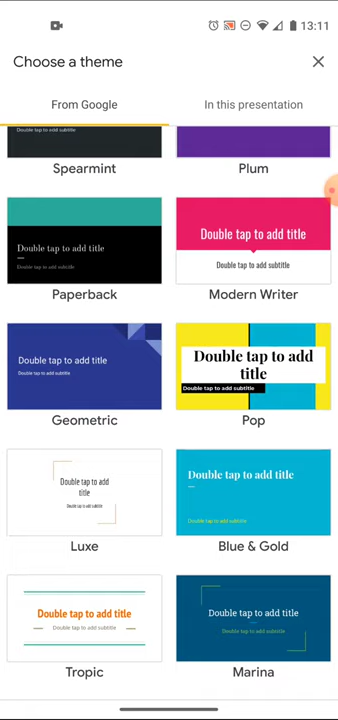 13:11
Choose a theme
From Google
In this presentation
Double tap to add subtitle
Spearmint
Plum
Double tap to add title
Double tap to add subtitle
Paperback
Double tap to add title
Double tap to add subtitle
Modern Writer
Double tap to add title
Double tap to add subtitle
Geometric
Double tap to add
title
Double tap to add subtitle
Pop
Double tap to add
title
Double tap to add subtitle
Luxe
Double tap to add title
Double tap to add subtitle
Blue & Gold
Double tap to add title
Double tap to add subtitle
Tropic
Double tap to add title
Double tap to add subtitle
Marina